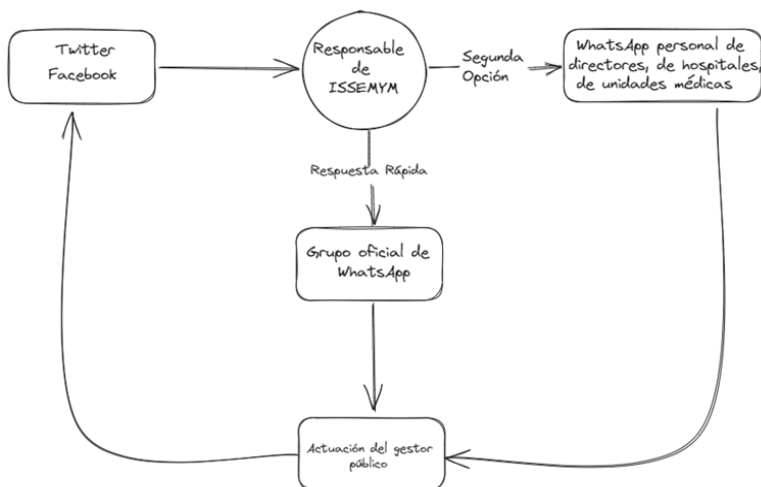 Twitter
Facebook
Responsable
de
ISSEMYM
Segunda
Opción
WhatsApp personal de
directores, de hospitales,
de unidades médicas
Respuesta Rápida
Grupo oficial de
WhatsApp
Actuación del gestor
público